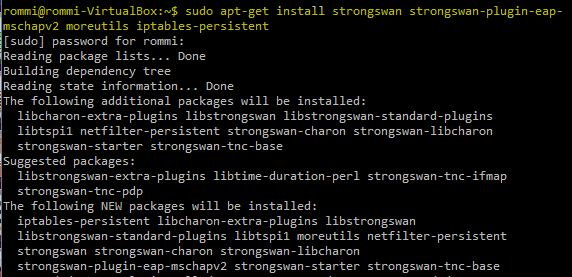 rommi@rommi-VirtualBox:~$ sudo apt-get install strongswan strongswan-plugin-eap-
mschapv2 moreutils iptables-persistent
[sudo] password for rommi:
Reading package lists... Done
Building dependency tree
Reading state information... Done
The following additional packages will be installed:
  libcharon-extra-plugins libstrongswan libstrongswan-standard-plugins
  libtspi1 netfilter-persistent strongswan-charon strongswan-libcharon
  strongswan-starter strongswan-tnc-base
Suggested packages:
  libstrongswan-extra-plugins libtime-duration-perl strongswan-tnc-ifmap
  strongswan-tnc-pdp
The following NEW packages will be installed:
  iptables-persistent libcharon-extra-plugins libstrongswan
  libstrongswan-standard-plugins libtspi1 moreutils netfilter-persistent
  strongswan strongswan-charon strongswan-libcharon
  strongswan-plugin-eap-mschapv2 strongswan-starter strongswan-tnc-base